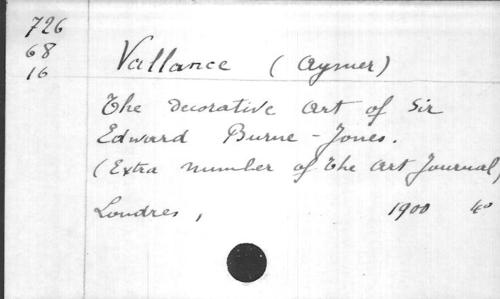 726
68
16
Vallance (Aymer)
The decorative art of Sir
Edward Burne-Jones.
(Extra number of the Art Journal)
Londres, 1900 4°